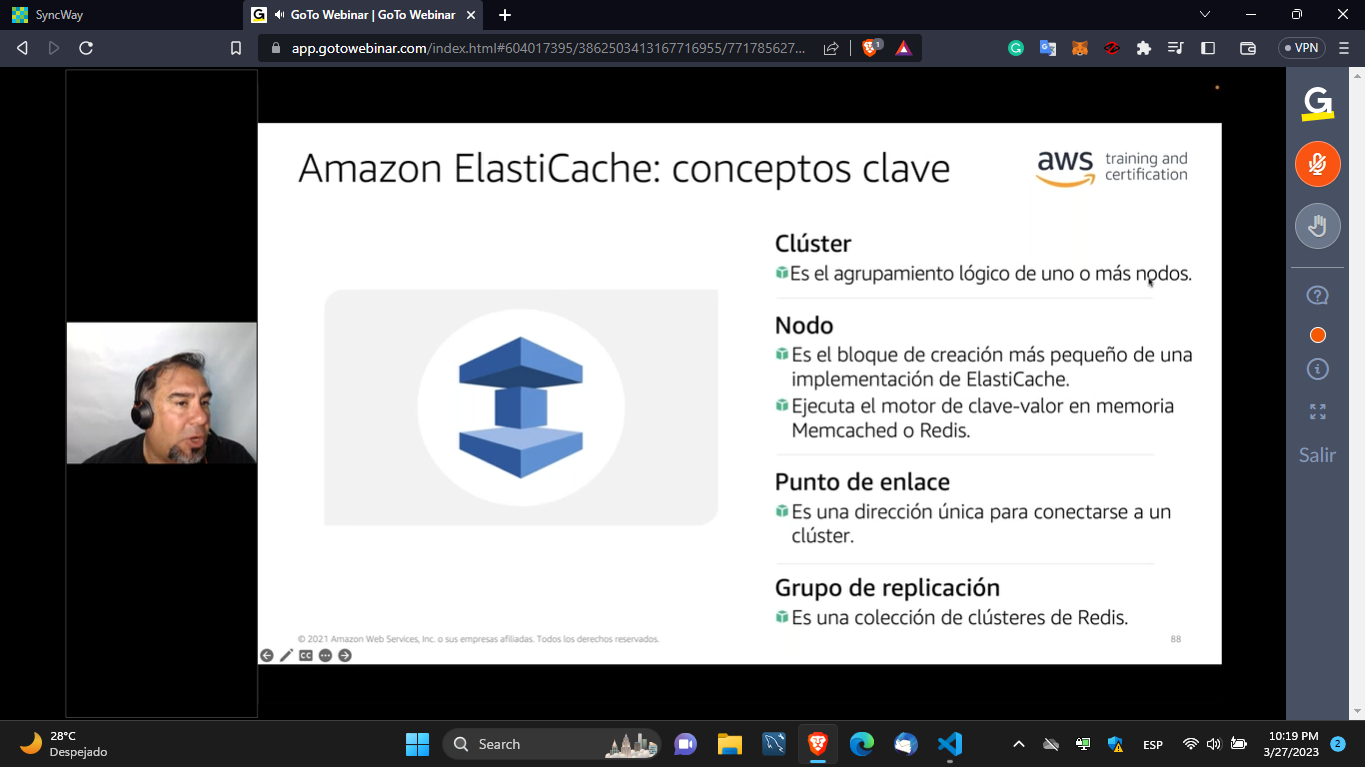 SyncWay
GoTo Webinar | GoTo Webinar
app.gotowebinar.com/index.html#604017395/3862503413167716955/771785627...
1
VPN
Amazon ElastiCache: conceptos clave
aws training and
certification
Clúster
Es el agrupamiento lógico de uno o más nodos.
Nodo
Es el bloque de creación más pequeño de una
implementación de ElastiCache.
Ejecuta el motor de clave-valor en memoria
Memcached o Redis.
Punto de enlace
Es una dirección única para conectarse a un
clúster.
Grupo de replicación
Es una colección de clústeres de Redis.
© 2021 Amazon Web Services, Inc. o sus empresas afiliadas. Todos los derechos reservados.
88
CC
G
Salir
28°C
Despejado
Search
ESP
10:19 PM
3/27/2023
2